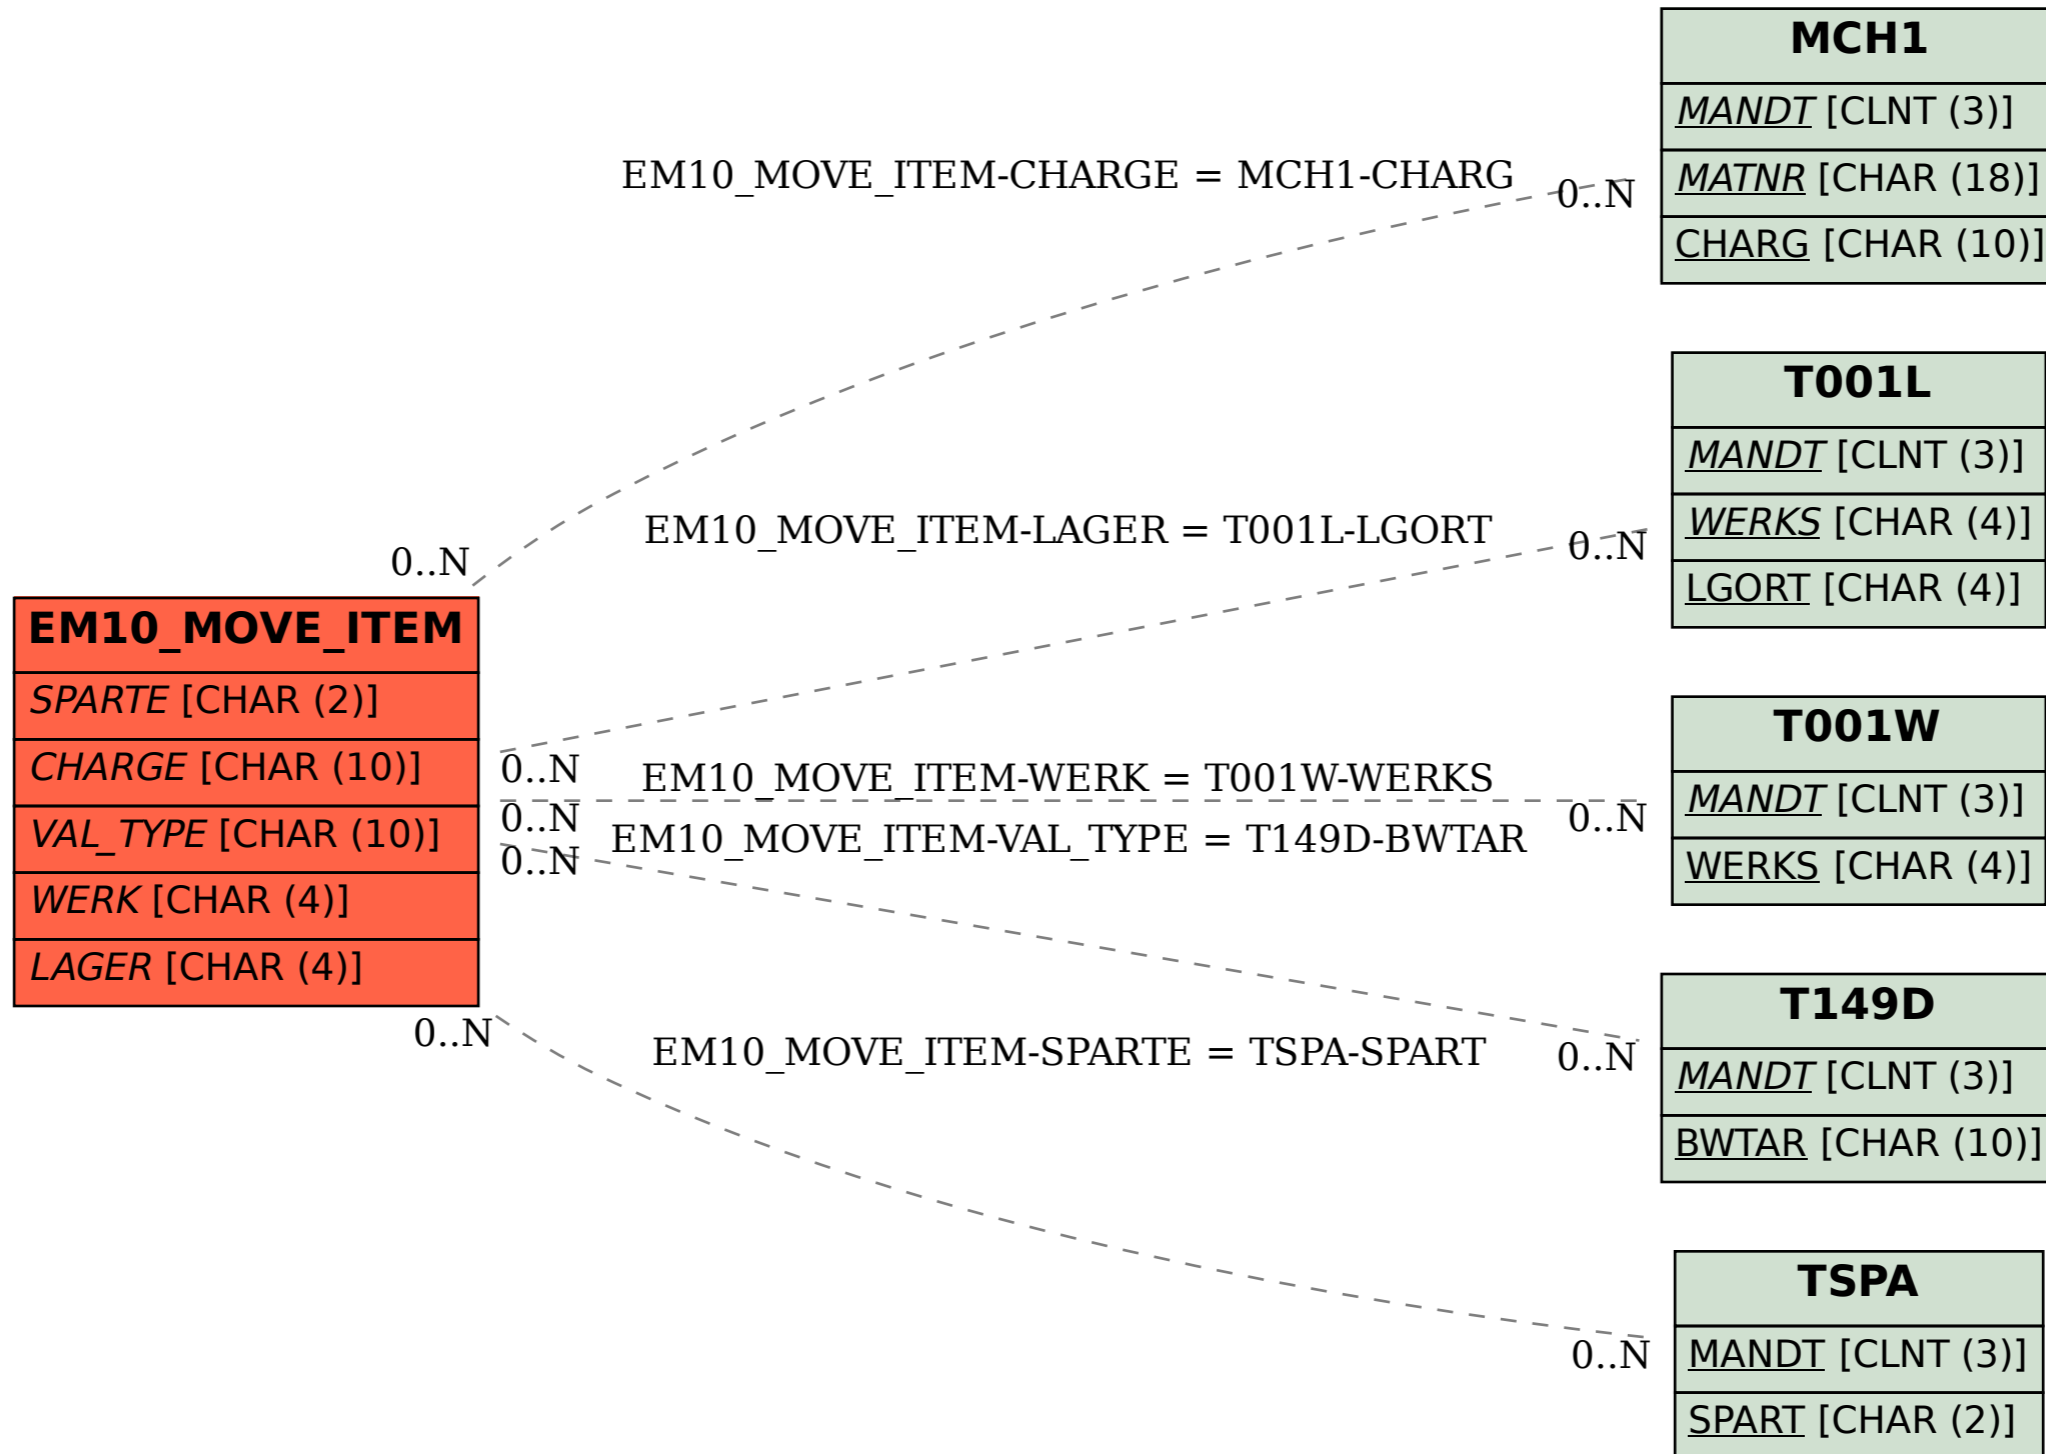 MCH1
MANDT [CLNT (3)]
MATNR [CHAR (18)]
CHARG [CHAR (10)]
EM10_MOVE_ITEM-CHARGE = MCH1-CHARG
0..N
0..N
T001L
MANDT [CLNT (3)]
WERKS [CHAR (4)]
LGORT [CHAR (4)]
EM10_MOVE_ITEM-LAGER = T001L-LGORT
0..N
0..N
EM10_MOVE_ITEM
SPARTE [CHAR (2)]
CHARGE [CHAR (10)]
VAL_TYPE [CHAR (10)]
WERK [CHAR (4)]
LAGER [CHAR (4)]
T001W
MANDT [CLNT (3)]
WERKS [CHAR (4)]
EM10_MOVE_ITEM-WERK = T001W-WERKS
0..N
0..N
EM10_MOVE_ITEM-VAL_TYPE = T149D-BWTAR
0..N
0..N
T149D
MANDT [CLNT (3)]
BWTAR [CHAR (10)]
EM10_MOVE_ITEM-SPARTE = TSPA-SPART
0..N
0..N
TSPA
MANDT [CLNT (3)]
SPART [CHAR (2)]